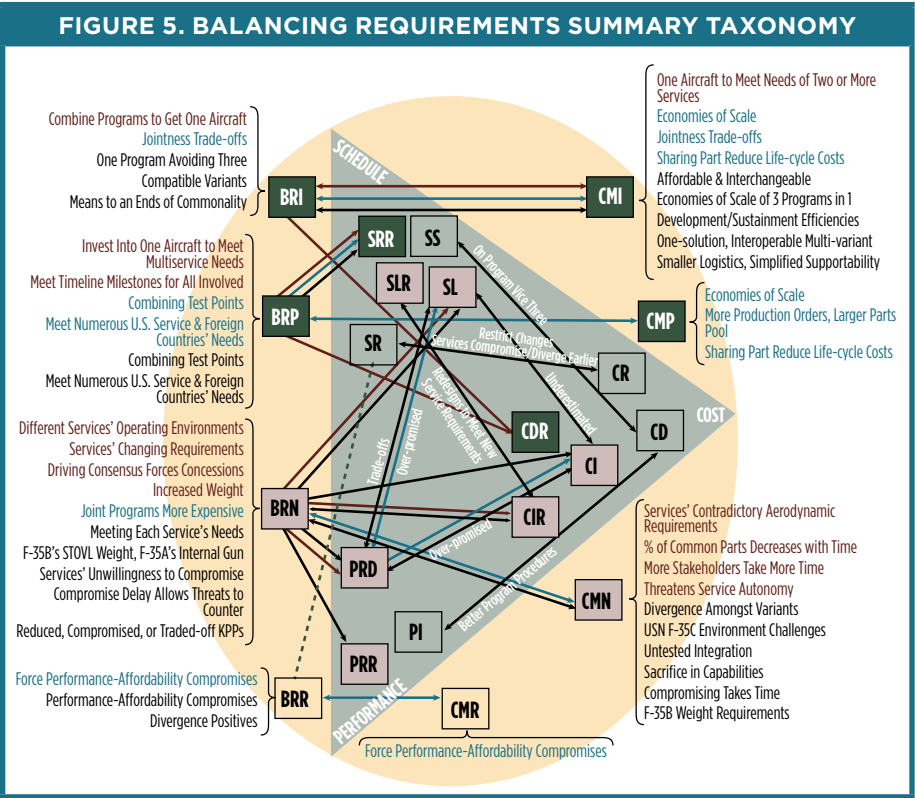 FIGURE 5. BALANCING REQUIREMENTS SUMMARY TAXONOMY
Combine Programs to Get One Aircraft
Jointness Trade-offs
One Program Avoiding Three
Compatible Variants
Means to an Ends of Commonality
BRI
SCHEDULE
CMI
One Aircraft to Meet Needs of Two or More
Services
Economies of Scale
Jointness Trade-offs
Sharing Part Reduce Life-cycle Costs
Affordable & Interchangeable
Economies of Scale of 3 Programs in 1
Development/Sustainment Efficiencies
One-solution, Interoperable Multi-variant
Smaller Logistics, Simplified Supportability
Invest Into One Aircraft to Meet
Multiservice Needs
Meet Timeline Milestones for All Involved
Combining Test Points
Meet Numerous U.S. Service & Foreign
Countries' Needs
Combining Test Points
Meet Numerous U.S. Service & Foreign
Countries' Needs
BRP
SRR
SS
SLR
SL
SR
On Program Vice Three
Restrict Changes
Services Compromise/Diverge Earlier
CMP
Economies of Scale
More Production Orders, Larger Parts
Pool
Sharing Part Reduce Life-cycle Costs
CR
Redesigns to Meet New
Service Requirements
Underestimated
COST
CDR
CD
CI
Trade-offs
Over-promised
Different Services' Operating Environments
Services' Changing Requirements
Driving Consensus Forces Concessions
Increased Weight
Joint Programs More Expensive
Meeting Each Service's Needs
F-35B's STOVL Weight, F-35A's Internal Gun
Services' Unwillingness to Compromise
Compromise Delay Allows Threats to
Counter
Reduced, Compromised, or Traded-off KPPs
BRN
CIR
Over-promised
PRD
Better Program Procedures
CMN
Services' Contradictory Aerodynamic
Requirements
% of Common Parts Decreases with Time
More Stakeholders Take More Time
Threatens Service Autonomy
Divergence Amongst Variants
USN F-35C Environment Challenges
Untested Integration
Sacrifice in Capabilities
Compromising Takes Time
F-35B Weight Requirements
PI
PRR
PERFORMANCE
Force Performance-Affordability Compromises
Performance-Affordability Compromises
Divergence Positives
BRR
CMR
Force Performance-Affordability Compromises